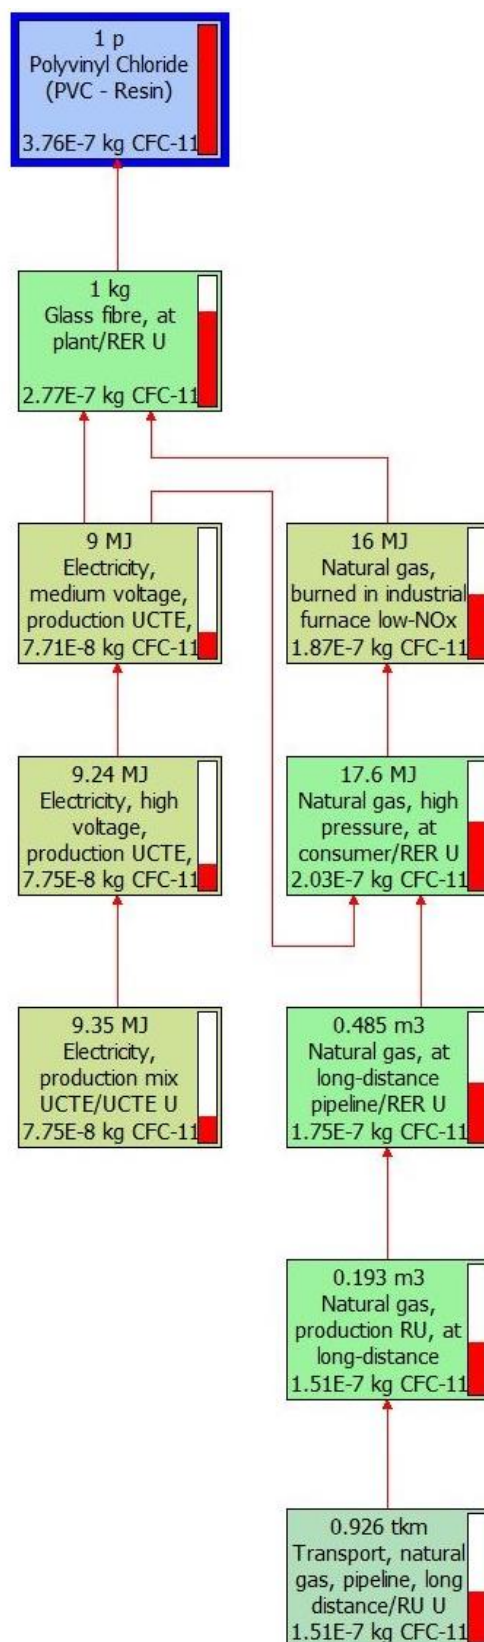 1 p
Polyvinyl Chloride
(PVC - Resin)
3.76E-7 kg CFC-11
1 kg
Glass fibre, at
plant/RER U
2.77E-7 kg CFC-11
9 MJ
Electricity,
medium voltage,
production UCTE,
7.71E-8 kg CFC-11
16 MJ
Natural gas,
burned in industrial
furnace low-NOx
1.87E-7 kg CFC-11
9.24 MJ
Electricity, high
voltage,
production UCTE,
7.75E-8 kg CFC-11
17.6 MJ
Natural gas, high
pressure, at
consumer/RER U
2.03E-7 kg CFC-11
9.35 MJ
Electricity,
production mix
UCTE/UCTE U
7.75E-8 kg CFC-11
0.485 m3
Natural gas, at
long-distance
pipeline/RER U
1.75E-7 kg CFC-11
0.193 m3
Natural gas,
production RU, at
long-distance
1.51E-7 kg CFC-11
0.926 tkm
Transport, natural
gas, pipeline, long
distance/RU U
1.51E-7 kg CFC-11